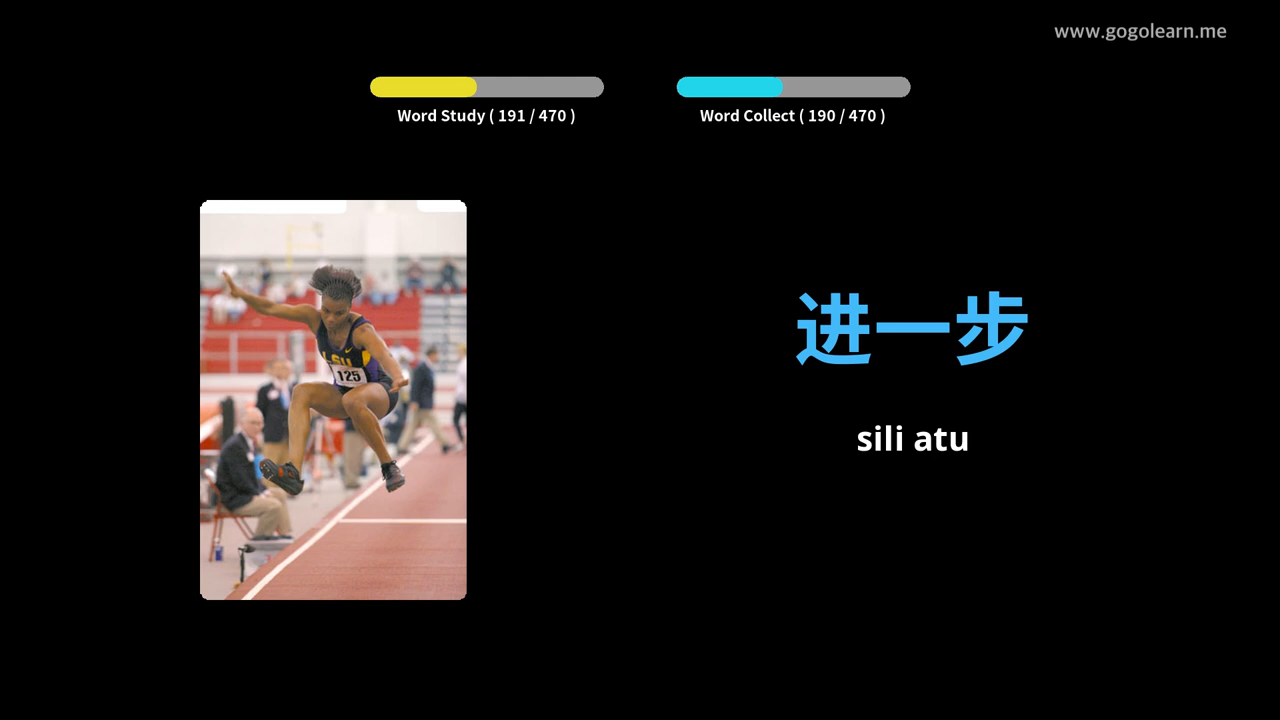 www.gogolearn.me
Word Study ( 191 / 470 )
Word Collect ( 190 / 470 )
LSU
125
进一步
sili atu